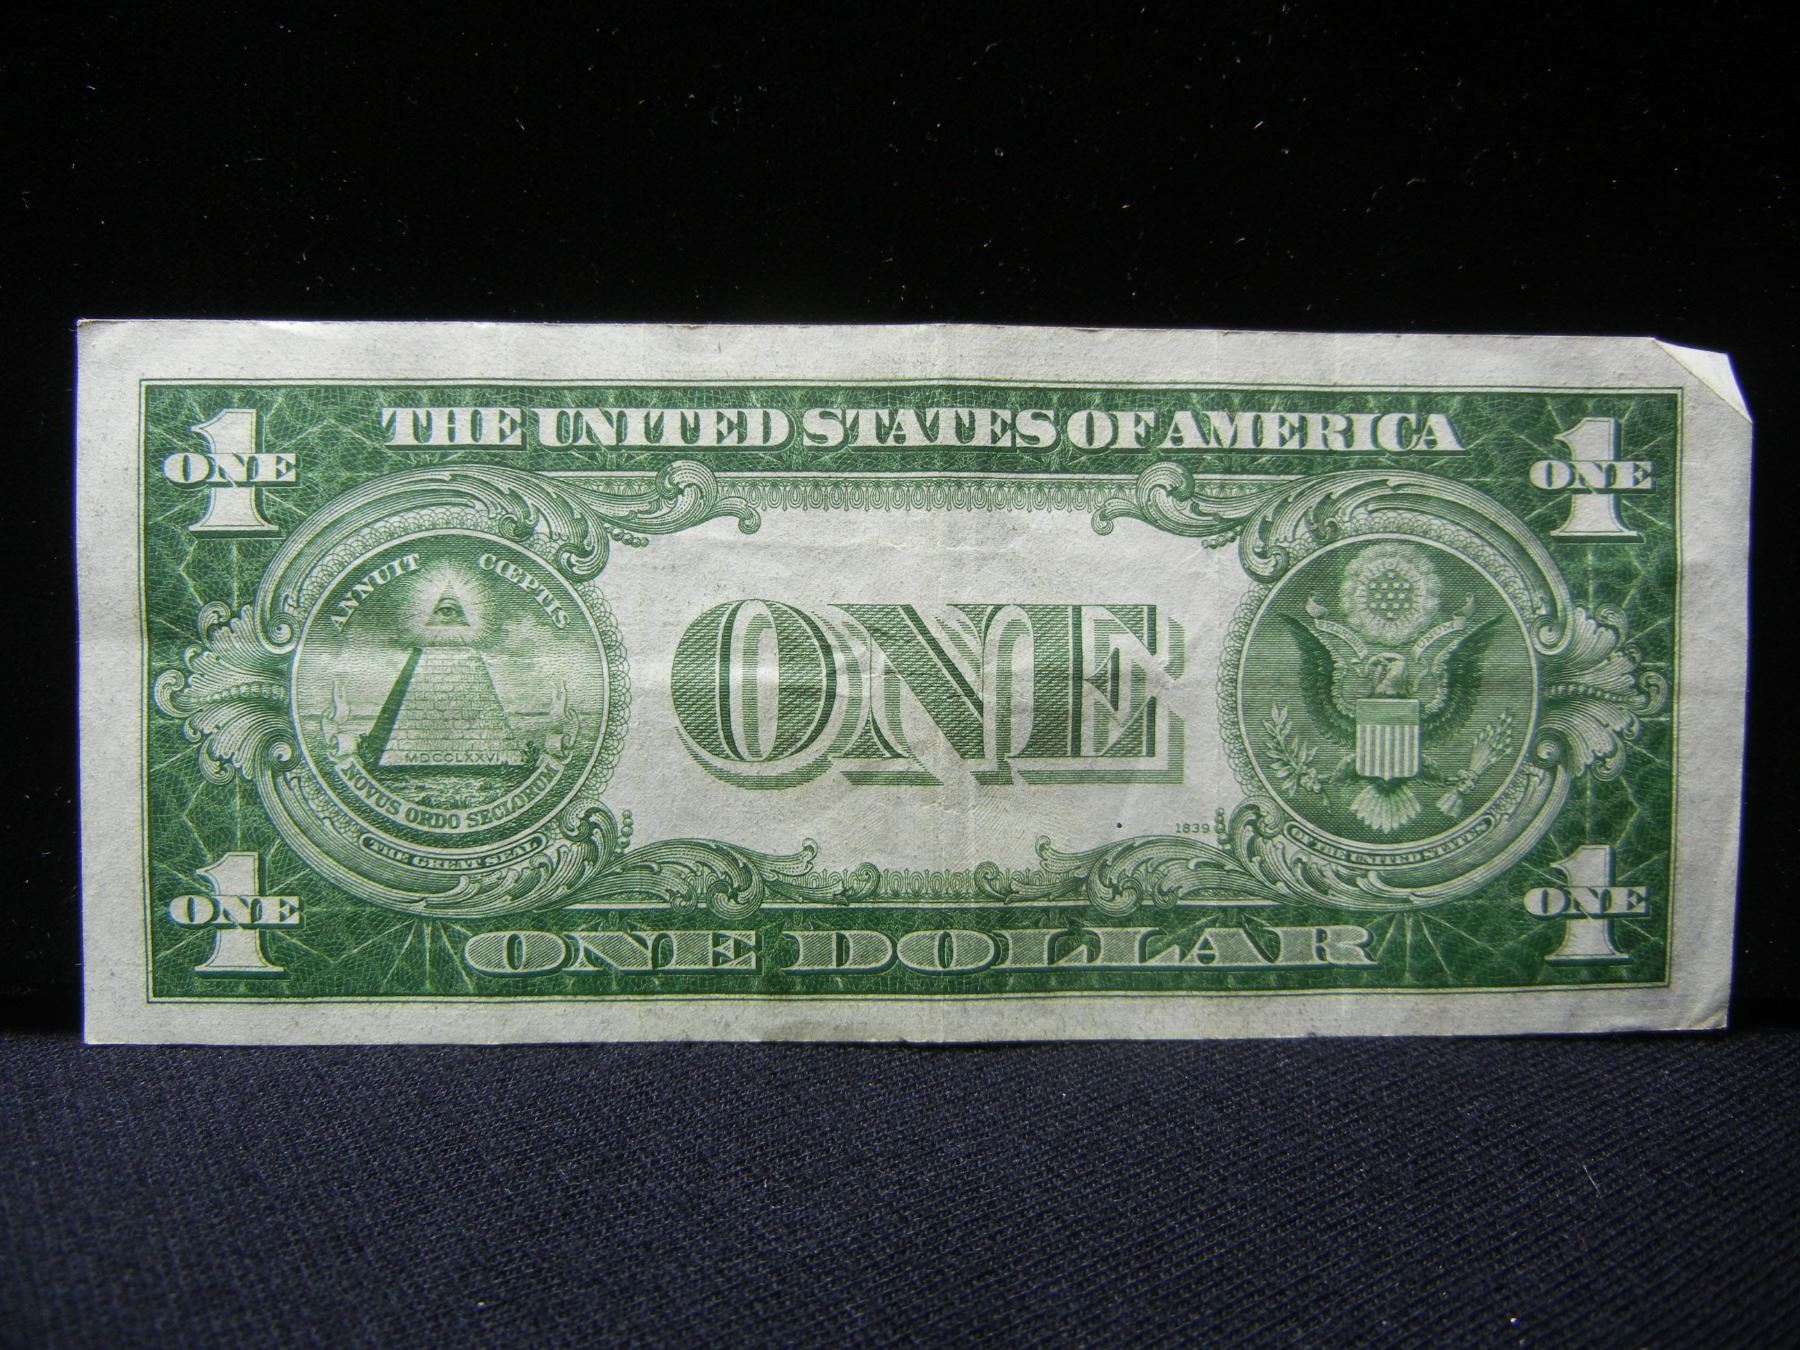 THE UNITED STATES OF AMERICA
1
ONE
1
ONE
ANNUIT CŒPTIS
MDCCLXXVI
NOVUS ORDO SECLORUM
THE GREAT SEAL
ONE
OF THE UNITED STATES
1839
1
ONE
1
ONE
ONE DOLLAR